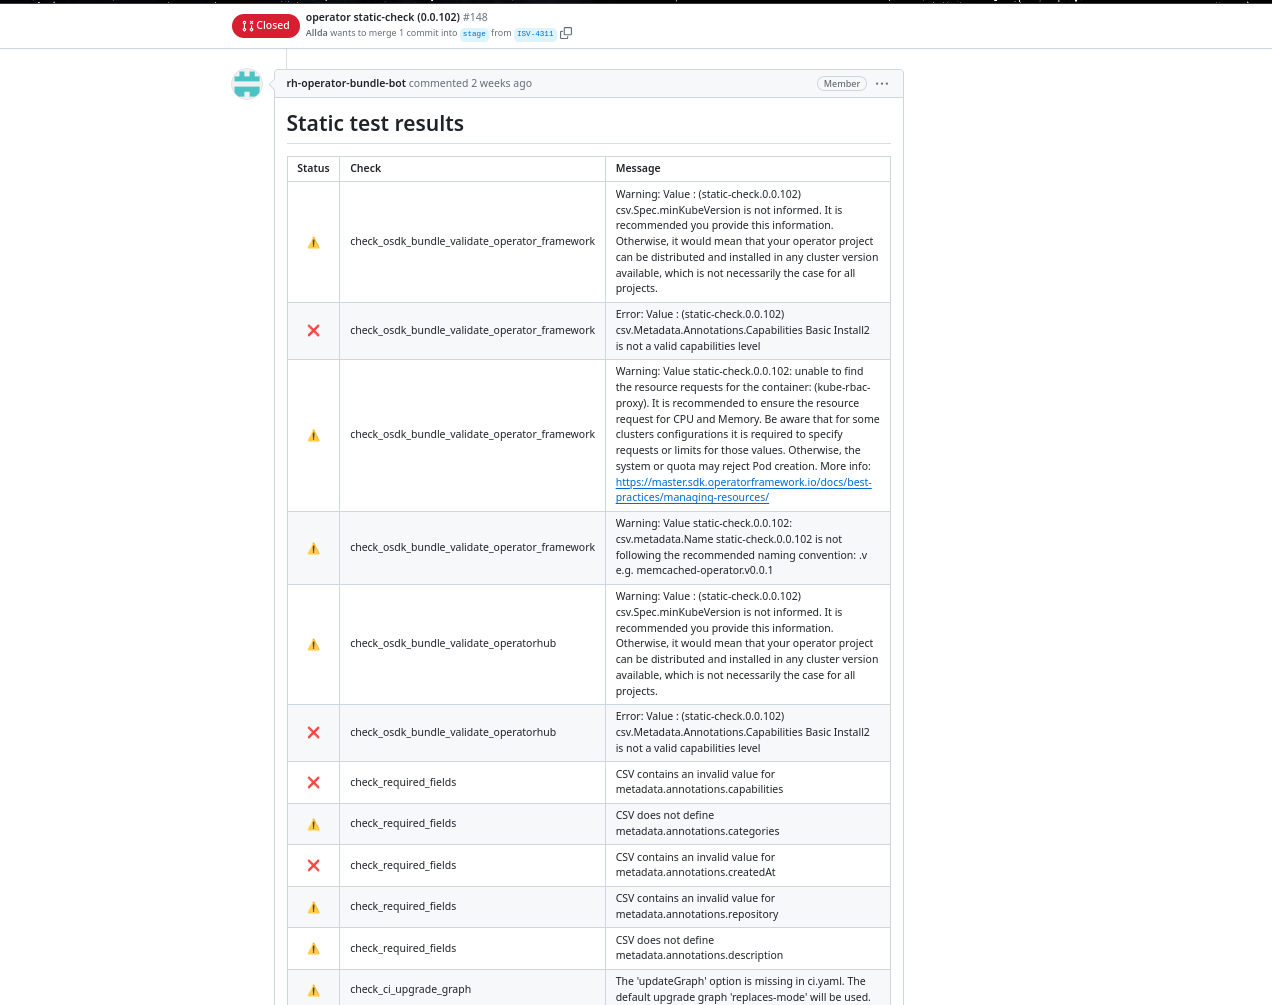 operator static-check (0.0.102) #148
Closed
Allda wants to merge 1 commit into stage from ISV-4311
rh-operator-bundle-bot commented 2 weeks ago
Member
Static test results
Status Check Message
check_osdk_bundle_validate_operator_framework
Warning: Value : (static-check.0.0.102)
csv.Spec.minKubeVersion is not informed. It is
recommended you provide this information.
Otherwise, it would mean that your operator project
can be distributed and installed in any cluster version
available, which is not necessarily the case for all
projects.
check_osdk_bundle_validate_operator_framework
Error: Value : (static-check.0.0.102)
csv.Metadata.Annotations.Capabilities Basic Install2
is not a valid capabilities level
check_osdk_bundle_validate_operator_framework
Warning: Value static-check.0.0.102: unable to find
the resource requests for the container: (kube-rbac-
proxy). It is recommended to ensure the resource
request for CPU and Memory. Be aware that for some
clusters configurations it is required to specify
requests or limits for those values. Otherwise, the
system or quota may reject Pod creation. More info:
https://master.sdk.operatorframework.io/docs/best-
practices/managing-resources/
check_osdk_bundle_validate_operator_framework
Warning: Value static-check.0.0.102:
csv.metadata.Name static-check.0.0.102 is not
following the recommended naming convention: .v
e.g. memcached-operator.v0.0.1
check_osdk_bundle_validate_operatorhub
Warning: Value : (static-check.0.0.102)
csv.Spec.minKubeVersion is not informed. It is
recommended you provide this information.
Otherwise, it would mean that your operator project
can be distributed and installed in any cluster version
available, which is not necessarily the case for all
projects.
check_osdk_bundle_validate_operatorhub
Error: Value : (static-check.0.0.102)
csv.Metadata.Annotations.Capabilities Basic Install2
is not a valid capabilities level
check_required_fields
CSV contains an invalid value for
metadata.annotations.capabilities
check_required_fields
CSV does not define
metadata.annotations.categories
check_required_fields
CSV contains an invalid value for
metadata.annotations.createdAt
check_required_fields
CSV contains an invalid value for
metadata.annotations.repository
check_required_fields
CSV does not define
metadata.annotations.description
check_ci_upgrade_graph
The 'updateGraph' option is missing in ci.yaml. The
default upgrade graph 'replaces-mode' will be used.